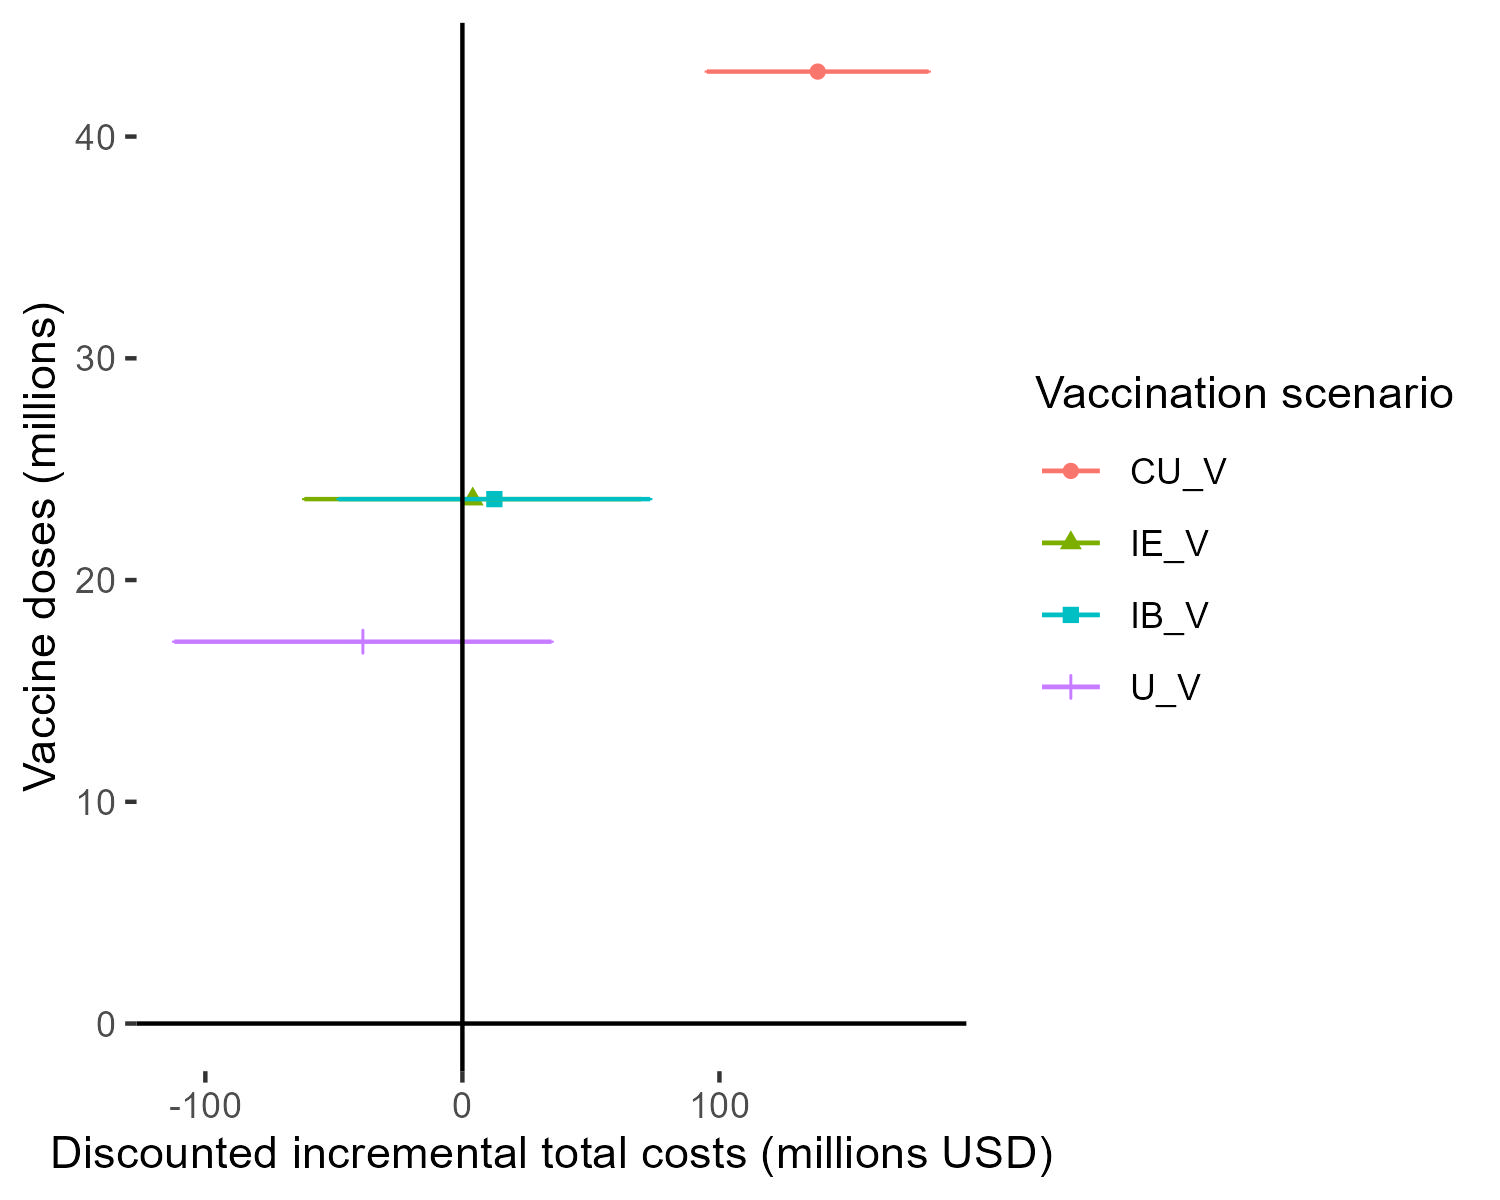 Vaccine doses (millions)
40
30
20
10
0
-100
0
100
Discounted incremental total costs (millions USD)
Vaccination scenario
CU_V
IE_V
IB_V
U_V